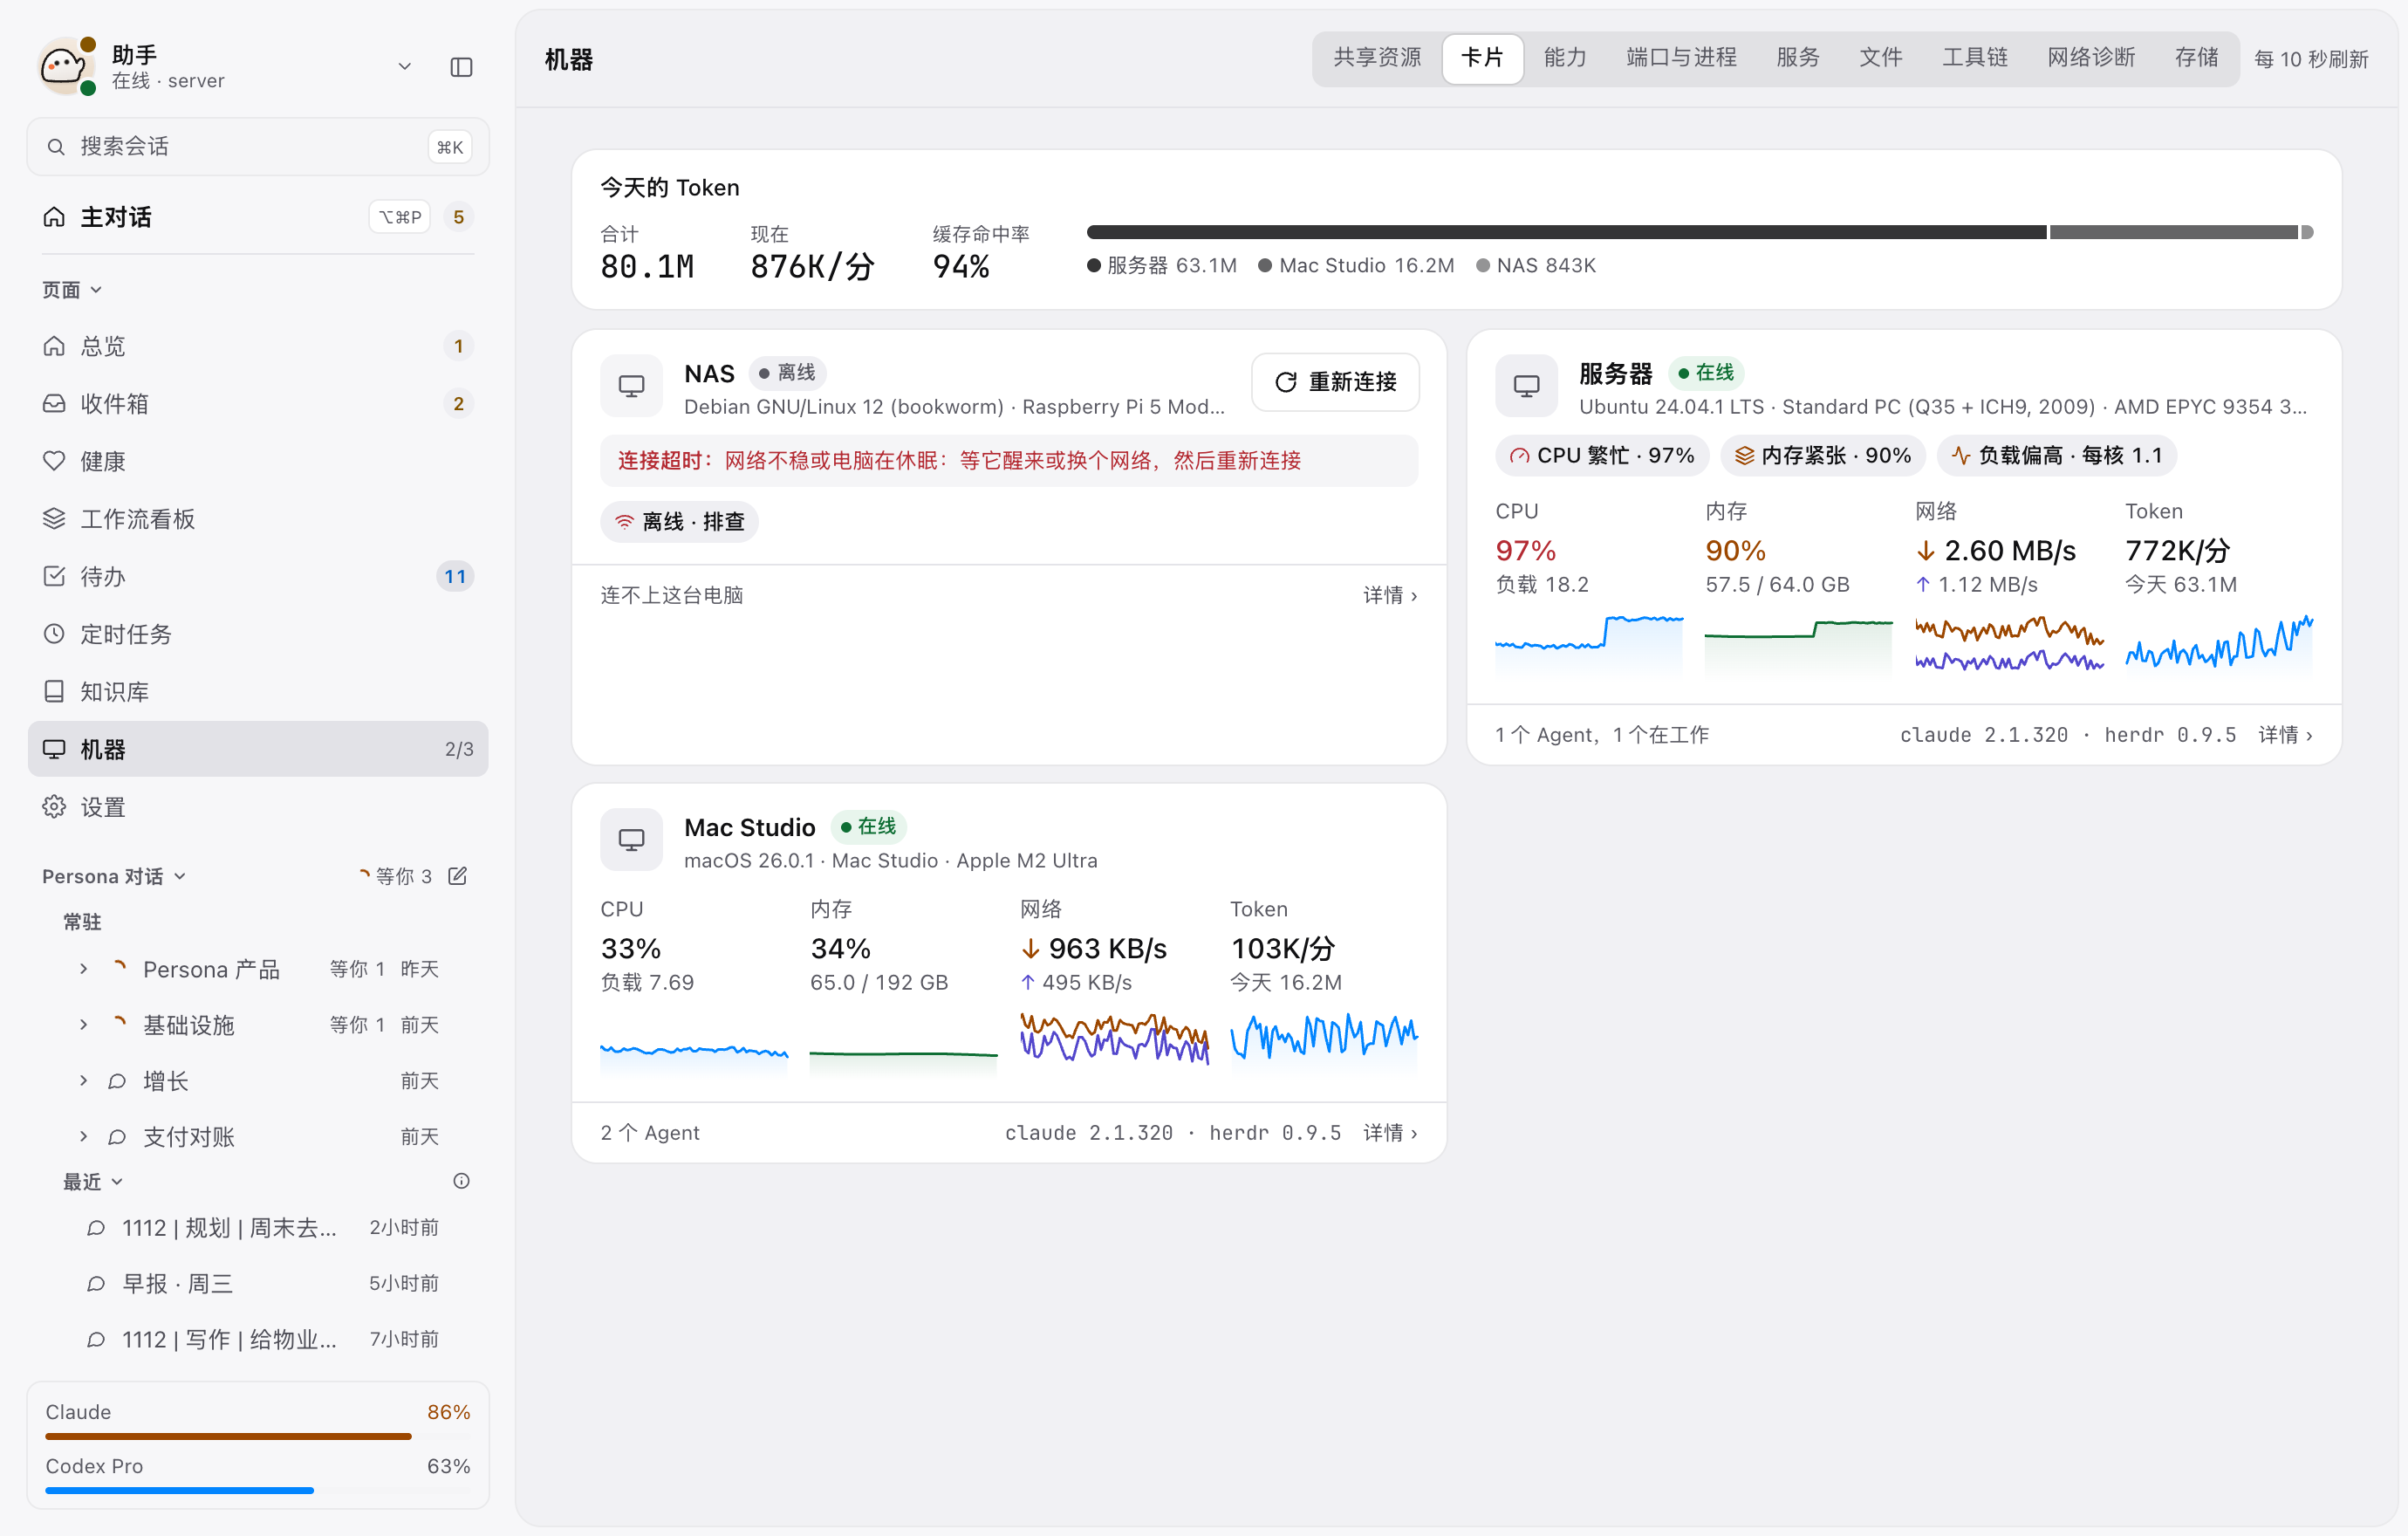 助手
在线 · server
搜索会话 ⌘K
主对话 ⌥⌘P 5
页面
总览 1
收件箱 2
健康
工作流看板
待办 11
定时任务
知识库
机器 2/3
设置
Persona 对话 等你 3
常驻
Persona 产品 等你 1 昨天
基础设施 等你 1 前天
增长 前天
支付对账 前天
最近
1112 | 规划 | 周末去... 2小时前
早报 · 周三 5小时前
1112 | 写作 | 给物业... 7小时前
Claude 86%
Codex Pro 63%
机器
共享资源 卡片 能力 端口与进程 服务 文件 工具链 网络诊断 存储 每 10 秒刷新
今天的 Token
合计 现在 缓存命中率
80.1M 876K/分 94%
服务器 63.1M Mac Studio 16.2M NAS 843K
NAS 离线
Debian GNU/Linux 12 (bookworm) · Raspberry Pi 5 Mod...
重新连接
连接超时：网络不稳或电脑在休眠：等它醒来或换个网络，然后重新连接
离线 · 排查
连不上这台电脑 详情 ›
服务器 在线
Ubuntu 24.04.1 LTS · Standard PC (Q35 + ICH9, 2009) · AMD EPYC 9354 3...
CPU 繁忙 · 97% 内存紧张 · 90% 负载偏高 · 每核 1.1
CPU 内存 网络 Token
97% 90% ↓ 2.60 MB/s 772K/分
负载 18.2 57.5 / 64.0 GB ↑ 1.12 MB/s 今天 63.1M
1 个 Agent，1 个在工作 claude 2.1.320 · herdr 0.9.5 详情 ›
Mac Studio 在线
macOS 26.0.1 · Mac Studio · Apple M2 Ultra
CPU 内存 网络 Token
33% 34% ↓ 963 KB/s 103K/分
负载 7.69 65.0 / 192 GB ↑ 495 KB/s 今天 16.2M
2 个 Agent claude 2.1.320 · herdr 0.9.5 详情 ›